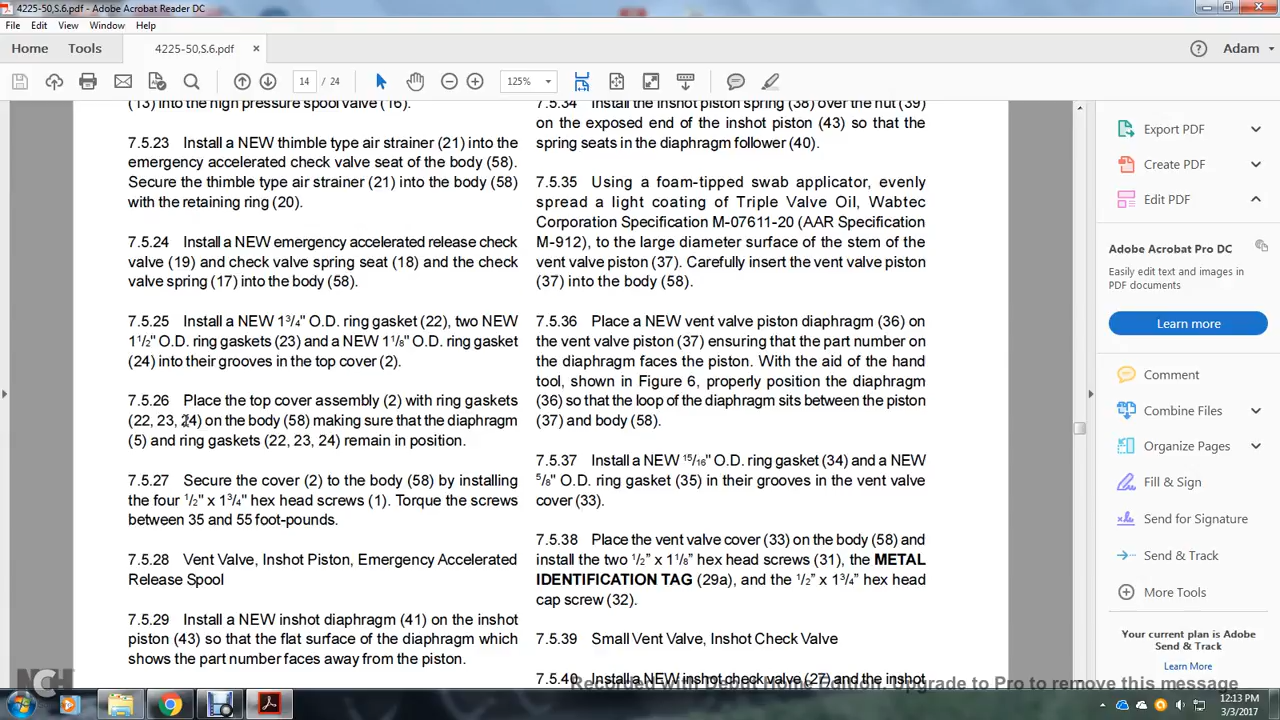 4225-50,S.6.pdf - Adobe Acrobat Reader DC
File Edit View Window Help
Home Tools 4225-50,S.6.pdf × Adam
14 / 24 125%
(13) into the high pressure spool valve (16).
7.5.23 Install a NEW thimble type air strainer (21) into the
emergency accelerated check valve seat of the body (58).
Secure the thimble type air strainer (21) into the body (58)
with the retaining ring (20).
7.5.24 Install a NEW emergency accelerated release check
valve (19) and check valve spring seat (18) and the check
valve spring (17) into the body (58).
7.5.25 Install a NEW 1³/₄" O.D. ring gasket (22), two NEW
1¹/₂" O.D. ring gaskets (23) and a NEW 1¹/₈" O.D. ring gasket
(24) into their grooves in the top cover (2).
7.5.26 Place the top cover assembly (2) with ring gaskets
(22, 23, 24) on the body (58) making sure that the diaphragm
(5) and ring gaskets (22, 23, 24) remain in position.
7.5.27 Secure the cover (2) to the body (58) by installing
the four ¹/₂" x 1³/₄" hex head screws (1). Torque the screws
between 35 and 55 foot-pounds.
7.5.28 Vent Valve, Inshot Piston, Emergency Accelerated
Release Spool
7.5.29 Install a NEW inshot diaphragm (41) on the inshot
piston (43) so that the flat surface of the diaphragm which
shows the part number faces away from the piston.
7.5.34 Install the inshot piston spring (38) over the nut (39)
on the exposed end of the inshot piston (43) so that the
spring seats in the diaphragm follower (40).
7.5.35 Using a foam-tipped swab applicator, evenly
spread a light coating of Triple Valve Oil, Wabtec
Corporation Specification M-07611-20 (AAR Specification
M-912), to the large diameter surface of the stem of the
vent valve piston (37). Carefully insert the vent valve piston
(37) into the body (58).
7.5.36 Place a NEW vent valve piston diaphragm (36) on
the vent valve piston (37) ensuring that the part number on
the diaphragm faces the piston. With the aid of the hand
tool, shown in Figure 6, properly position the diaphragm
(36) so that the loop of the diaphragm sits between the piston
(37) and body (58).
7.5.37 Install a NEW ¹⁵/₁₆" O.D. ring gasket (34) and a NEW
⁵/₈" O.D. ring gasket (35) in their grooves in the vent valve
cover (33).
7.5.38 Place the vent valve cover (33) on the body (58) and
install the two ¹/₂” x 1¹/₈” hex head screws (31), the METAL
IDENTIFICATION TAG (29a), and the ¹/₂” x 1³/₄” hex head
cap screw (32).
7.5.39 Small Vent Valve, Inshot Check Valve
7.5.40 Install a NEW inshot check valve (27) and the inshot
Export PDF
Create PDF
Edit PDF
Adobe Acrobat Pro DC
Easily edit text and images in
PDF documents
Learn more
Comment
Combine Files
Organize Pages
Fill & Sign
Send for Signature
Send & Track
More Tools
Your current plan is Adobe
Send & Track
Learn More
NCH
to remove this message
12:13 PM
3/3/2017